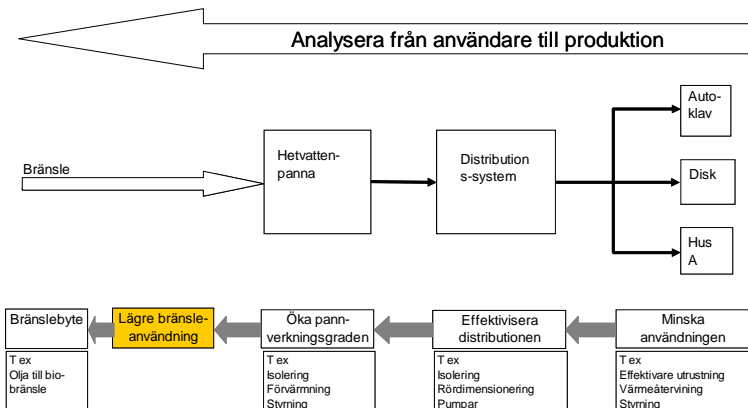 Analysera från användare till produktion
Auto-
klav
Hetvatten-
panna
Distribution
s-system
Bränsle
Disk
Hus
A
Bränslebyte
Lägre bränsle-
användning
Öka pann-
verkningsgraden
Effektivisera
distributionen
Minska
användningen
T ex
Olja till bio-
bränsle
T ex
Isolering
Förvärmning
Styrning
T ex
Isolering
Rördimensionering
Pumpar
T ex
Effektivare utrustning
Värmeåtervining
Styrning